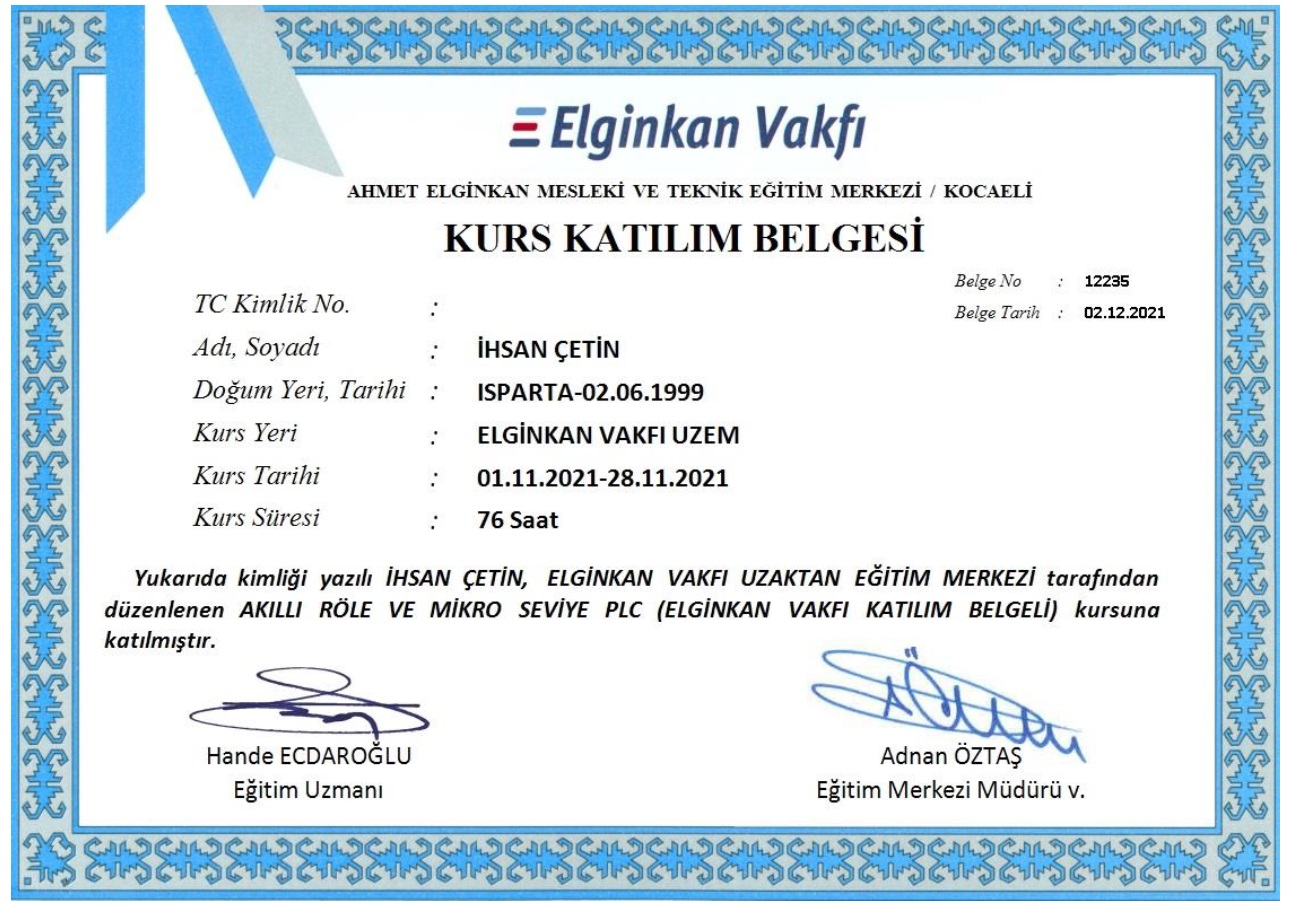 Elginkan Vakfı
AHMET ELGİNKAN MESLEKİ VE TEKNİK EĞİTİM MERKEZİ / KOCAELİ
KURS KATILIM BELGESİ
Belge No : 12235
Belge Tarih : 02.12.2021
TC Kimlik No. :
Adı, Soyadı : İHSAN ÇETİN
Doğum Yeri, Tarihi : ISPARTA-02.06.1999
Kurs Yeri : ELGİNKAN VAKFI UZEM
Kurs Tarihi : 01.11.2021-28.11.2021
Kurs Süresi : 76 Saat
Yukarıda kimliği yazılı İHSAN ÇETİN, ELGİNKAN VAKFI UZAKTAN EĞİTİM MERKEZİ tarafından
düzenlenen AKILLI RÖLE VE MİKRO SEVİYE PLC (ELGİNKAN VAKFI KATILIM BELGELİ) kursuna
katılmıştır.
Hande ECDAROĞLU
Eğitim Uzmanı
Adnan ÖZTAŞ
Eğitim Merkezi Müdürü v.